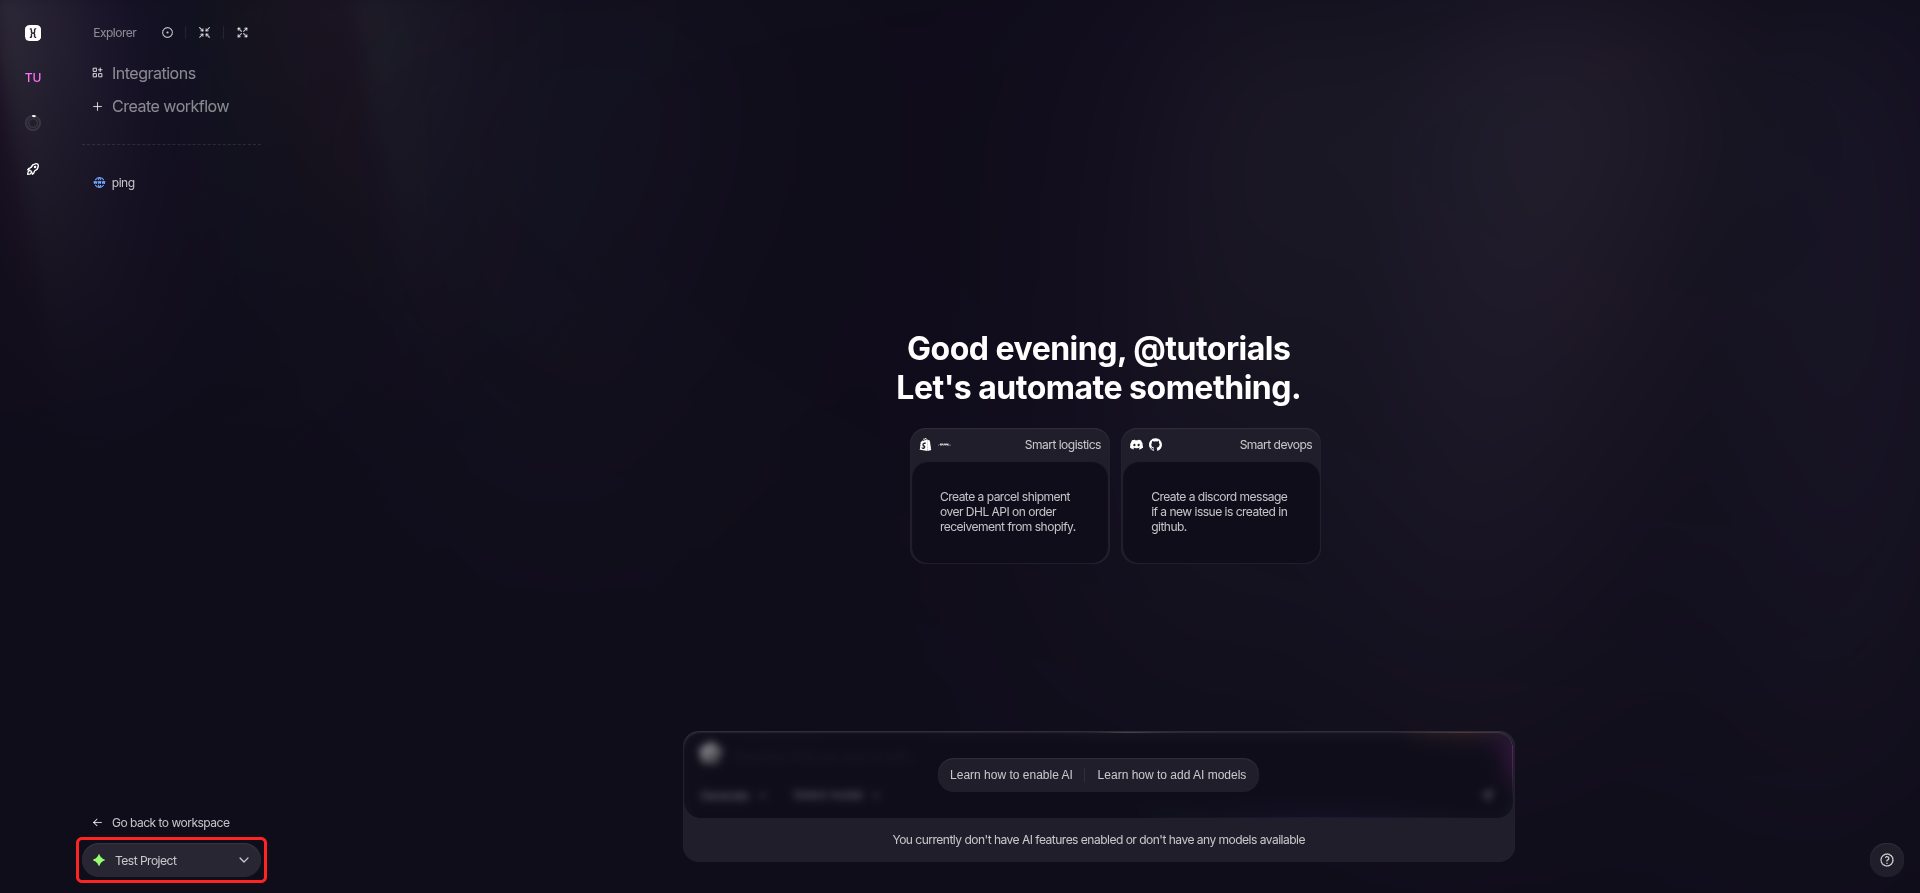 Explorer
TU
Integrations
Create workflow
ping
Good evening, @tutorials
Let's automate something.
Smart logistics
Create a parcel shipment
over DHL API on order
receivement from shopify.
Smart devops
Create a discord message
if a new issue is created in
github.
Learn how to enable AI
Learn how to add AI models
You currently don't have AI features enabled or don't have any models available
Go back to workspace
Test Project